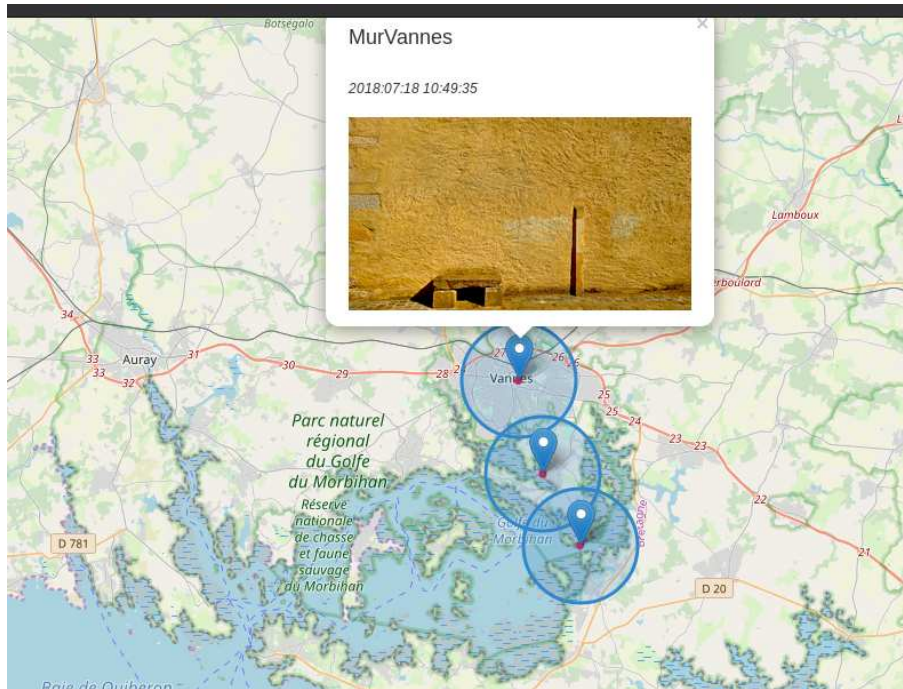 Botségalo
MurVannes
×
2018:07:18 10:49:35
Lamboux
34
Auray
33
33
32
31
30
29
28
27
26
Vannes
25
25
24
23
23
22
21
Parc naturel
régional
du Golfe
du Morbihan
Réserve
nationale
de chasse
et faune
sauvage
du Morbihan
Golfe du
Morbihan
Bretagne
D 781
D 20
Baie de Quiberon